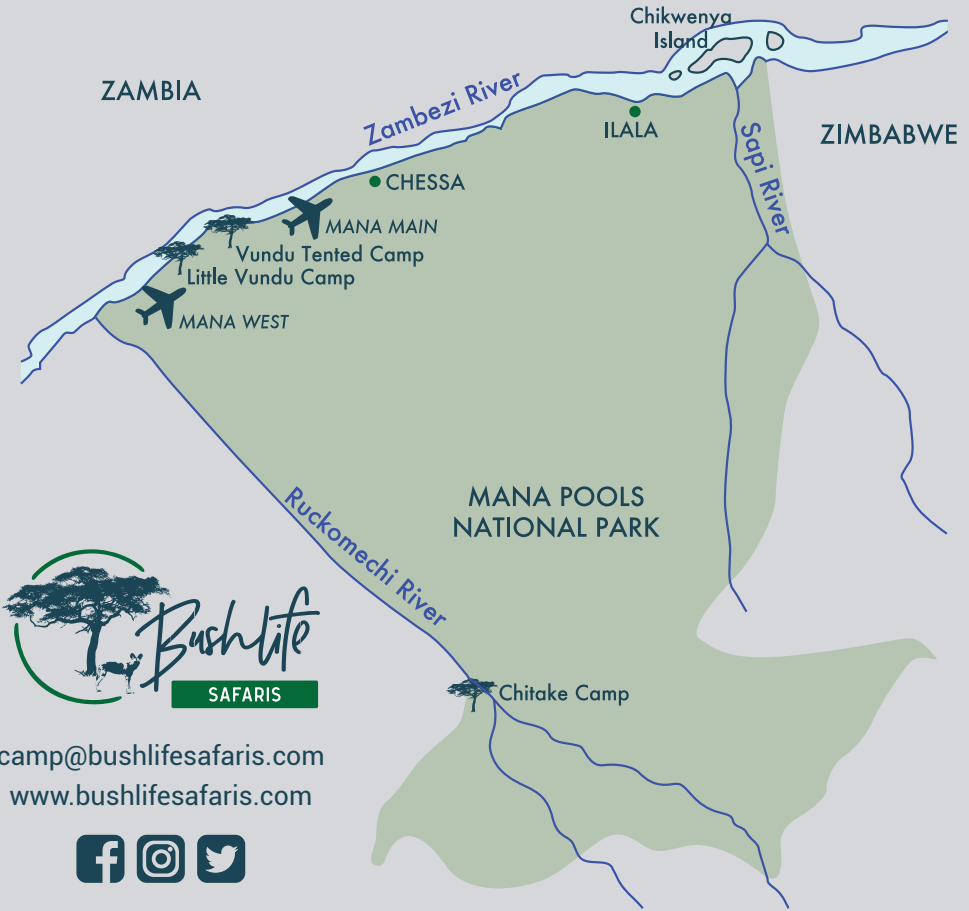 Chikwenya
Island
ZAMBIA
Zambezi River
ILALA
Sapi River
ZIMBABWE
CHESSA
MANA MAIN
Vundu Tented Camp
Little Vundu Camp
MANA WEST
MANA POOLS
NATIONAL PARK
Ruckomechi River
Bushlife
SAFARIS
Chitake Camp
camp@bushlifesafaris.com
www.bushlifesafaris.com